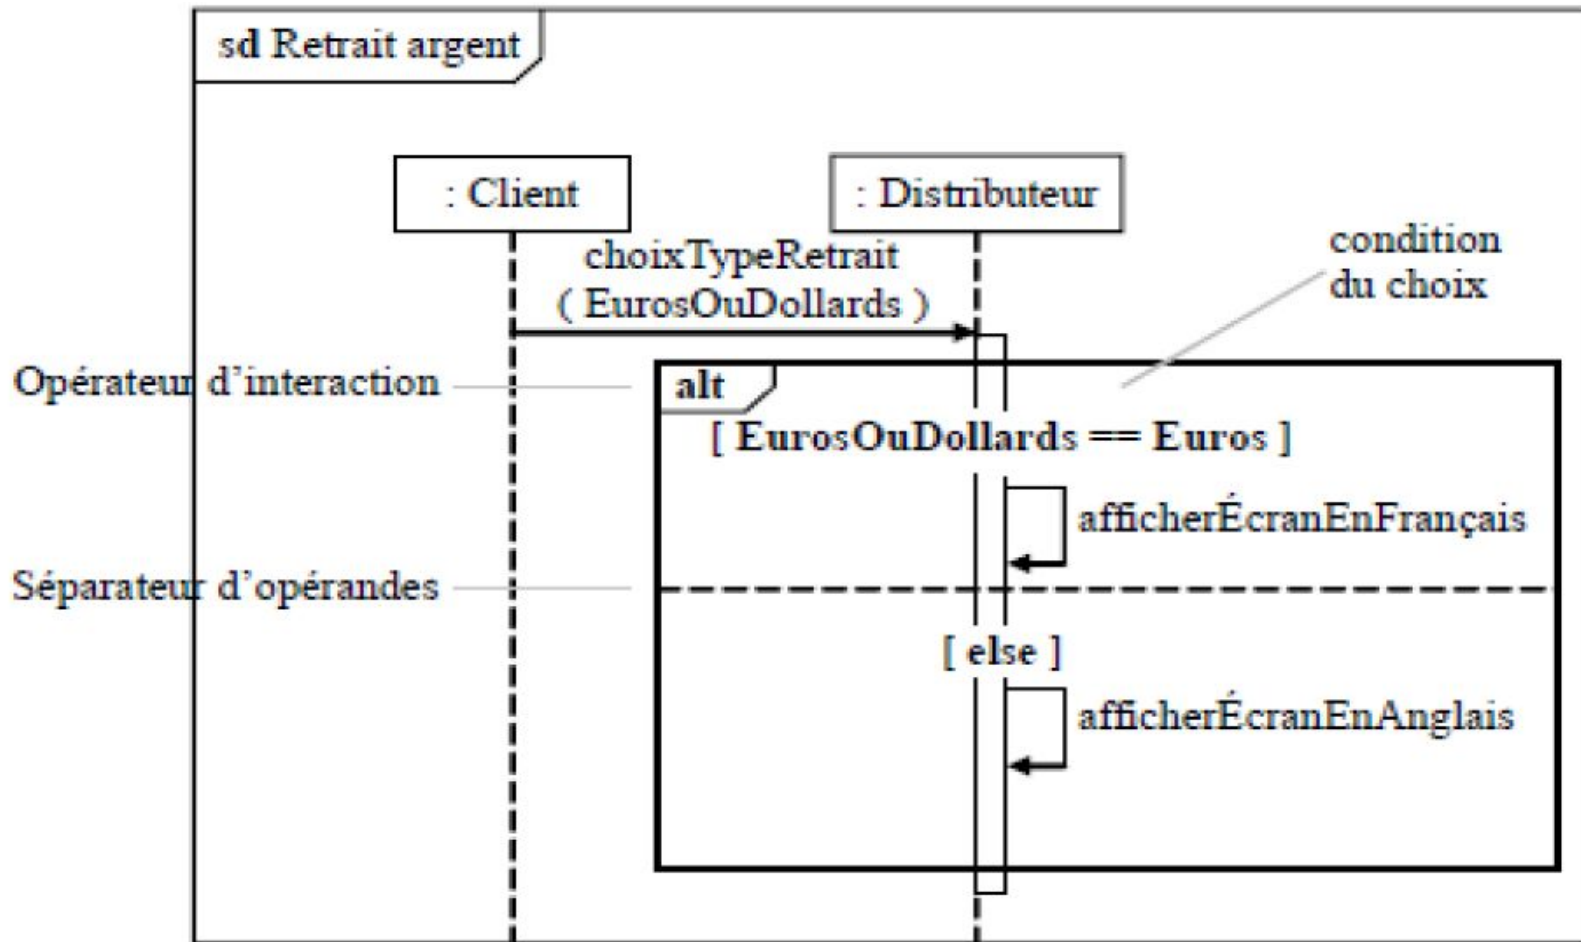 sd Retrait argent
: Client
: Distributeur
choixTypeRetrait
( EurosOuDollards )
condition
du choix
Opérateur d’interaction
alt
[ EurosOuDollards == Euros ]
afficherÉcranEnFrançais
Séparateur d’opérandes
[ else ]
afficherÉcranEnAnglais